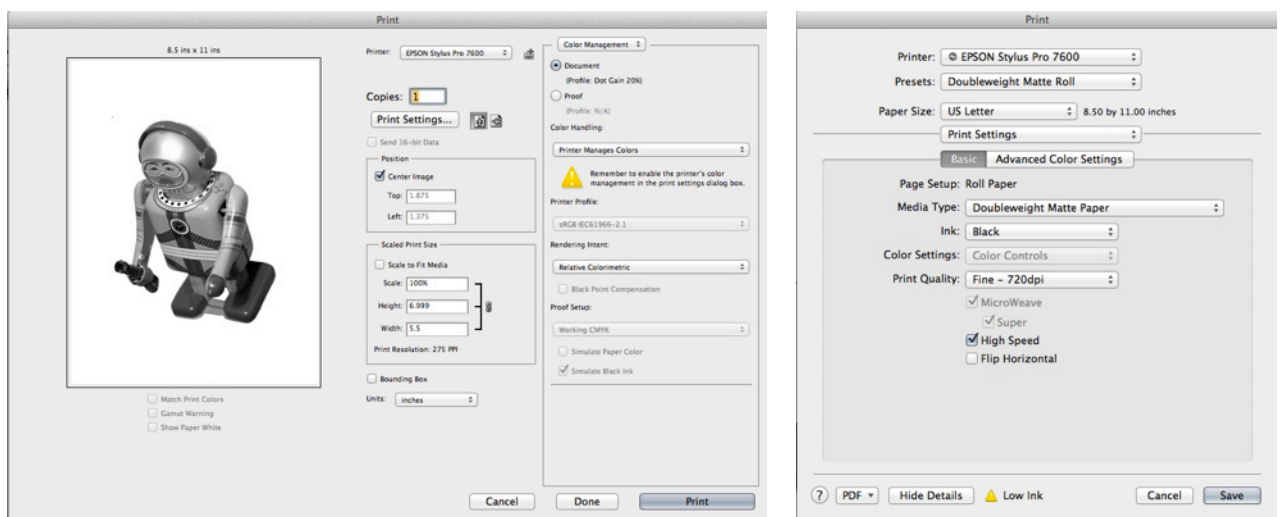 Print
8.5 ins x 11 ins
Match Print Colors
Gamut Warning
Show Paper White
Printer: EPSON Stylus Pro 7600
Copies: 1
Print Settings...
Send 16-bit Data
Position
Center Image
Top: 1.875
Left: 1.375
Scaled Print Size
Scale to Fit Media
Scale: 100%
Height: 6.999
Width: 5.5
Print Resolution: 275 PPI
Bounding Box
Units: inches
Color Management
Document
(Profile: Dot Gain 20%)
Proof
(Profile: N/A)
Color Handling:
Printer Manages Colors
Remember to enable the printer's color
management in the print settings dialog box.
Printer Profile:
sRGB IEC61966-2.1
Rendering Intent:
Relative Colorimetric
Black Point Compensation
Proof Setup:
Working CMYK
Simulate Paper Color
Simulate Black Ink
Cancel
Done
Print
Print
Printer: EPSON Stylus Pro 7600
Presets: Doubleweight Matte Roll
Paper Size: US Letter 8.50 by 11.00 inches
Print Settings
Basic Advanced Color Settings
Page Setup: Roll Paper
Media Type: Doubleweight Matte Paper
Ink: Black
Color Settings: Color Controls
Print Quality: Fine - 720dpi
MicroWeave
Super
High Speed
Flip Horizontal
? PDF Hide Details Low Ink Cancel Save